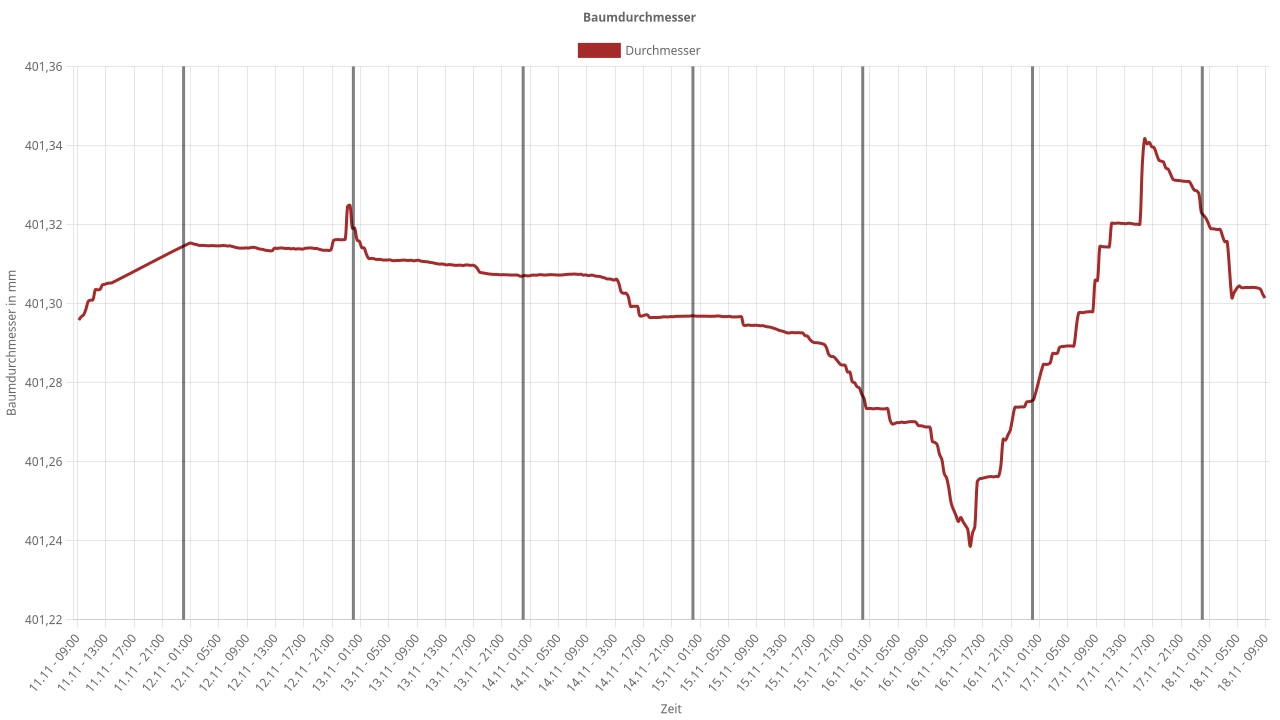 Baumdurchmesser
Durchmesser
401,36
401,34
401,32
401,30
401,28
401,26
401,24
401,22
Baumdurchmesser in mm
11.11 - 09:00
11.11 - 13:00
11.11 - 17:00
11.11 - 21:00
12.11 - 01:00
12.11 - 05:00
12.11 - 09:00
12.11 - 13:00
12.11 - 17:00
12.11 - 21:00
13.11 - 01:00
13.11 - 05:00
13.11 - 09:00
13.11 - 13:00
13.11 - 17:00
13.11 - 21:00
14.11 - 01:00
14.11 - 05:00
14.11 - 09:00
14.11 - 13:00
14.11 - 17:00
14.11 - 21:00
15.11 - 01:00
15.11 - 05:00
15.11 - 09:00
15.11 - 13:00
15.11 - 17:00
15.11 - 21:00
16.11 - 01:00
16.11 - 05:00
16.11 - 09:00
16.11 - 13:00
16.11 - 17:00
16.11 - 21:00
17.11 - 01:00
17.11 - 05:00
17.11 - 09:00
17.11 - 13:00
17.11 - 17:00
17.11 - 21:00
18.11 - 01:00
18.11 - 05:00
18.11 - 09:00
Zeit